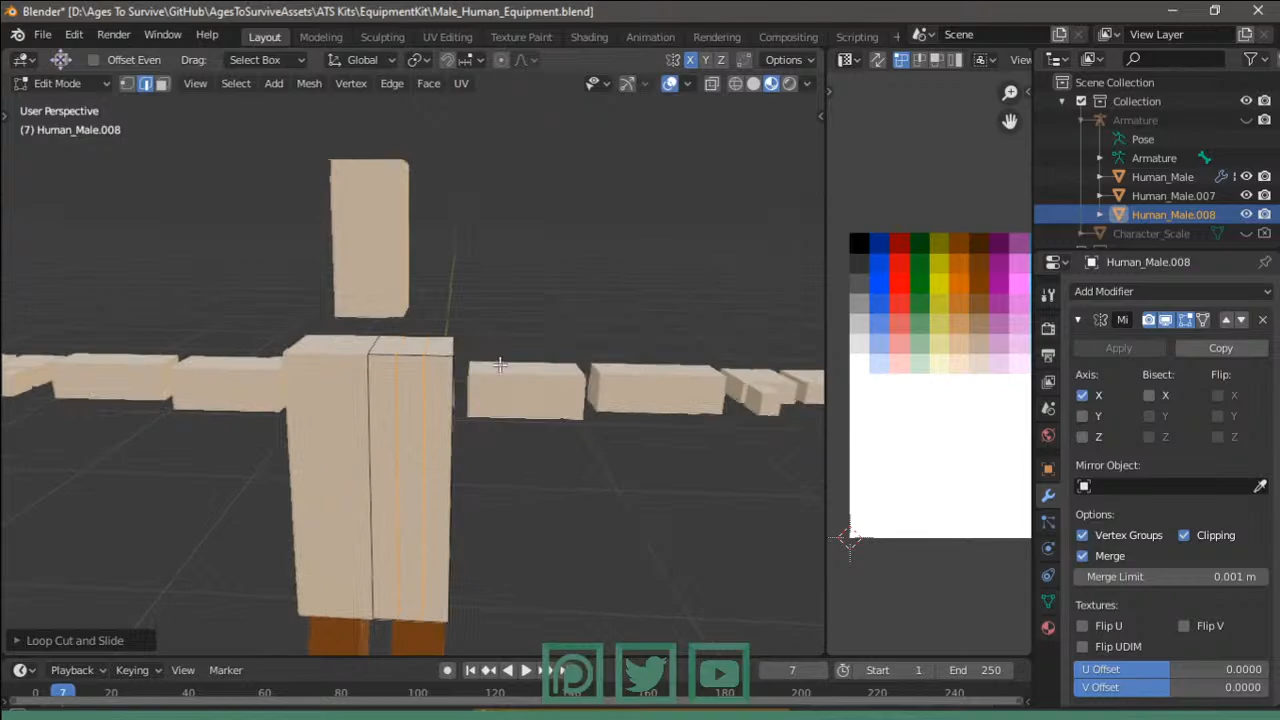 Blender* [D:\Ages To Survive\GitHub\AgesToSurviveAssets\ATS Kits\EquipmentKit\Male_Human_Equipment.blend]
File Edit Render Window Help Layout Modeling Sculpting UV Editing Texture Paint Shading Animation Rendering Compositing Scripting Scene View Layer
Offset Even Drag: Select Box Global X Y Z Options
Edit Mode View Select Add Mesh Vertex Edge Face UV
User Perspective
(7) Human_Male.008
Scene Collection
Collection
Armature
Pose
Armature
Human_Male
Human_Male.007
Human_Male.008
Character_Scale
Human_Male.008
Add Modifier
Mi
Apply Copy
Axis: Bisect: Flip:
X X X
Y Y Y
Z Z Z
Mirror Object:
Options:
Vertex Groups Clipping
Merge
Merge Limit 0.001 m
Textures:
Flip U Flip V
Flip UDIM
U Offset 0.0000
V Offset 0.0000
Loop Cut and Slide
Playback Keying View Marker 7 Start 1 End 250
0 7 20 40 60 80 100 120 140 160 180 200 220 240